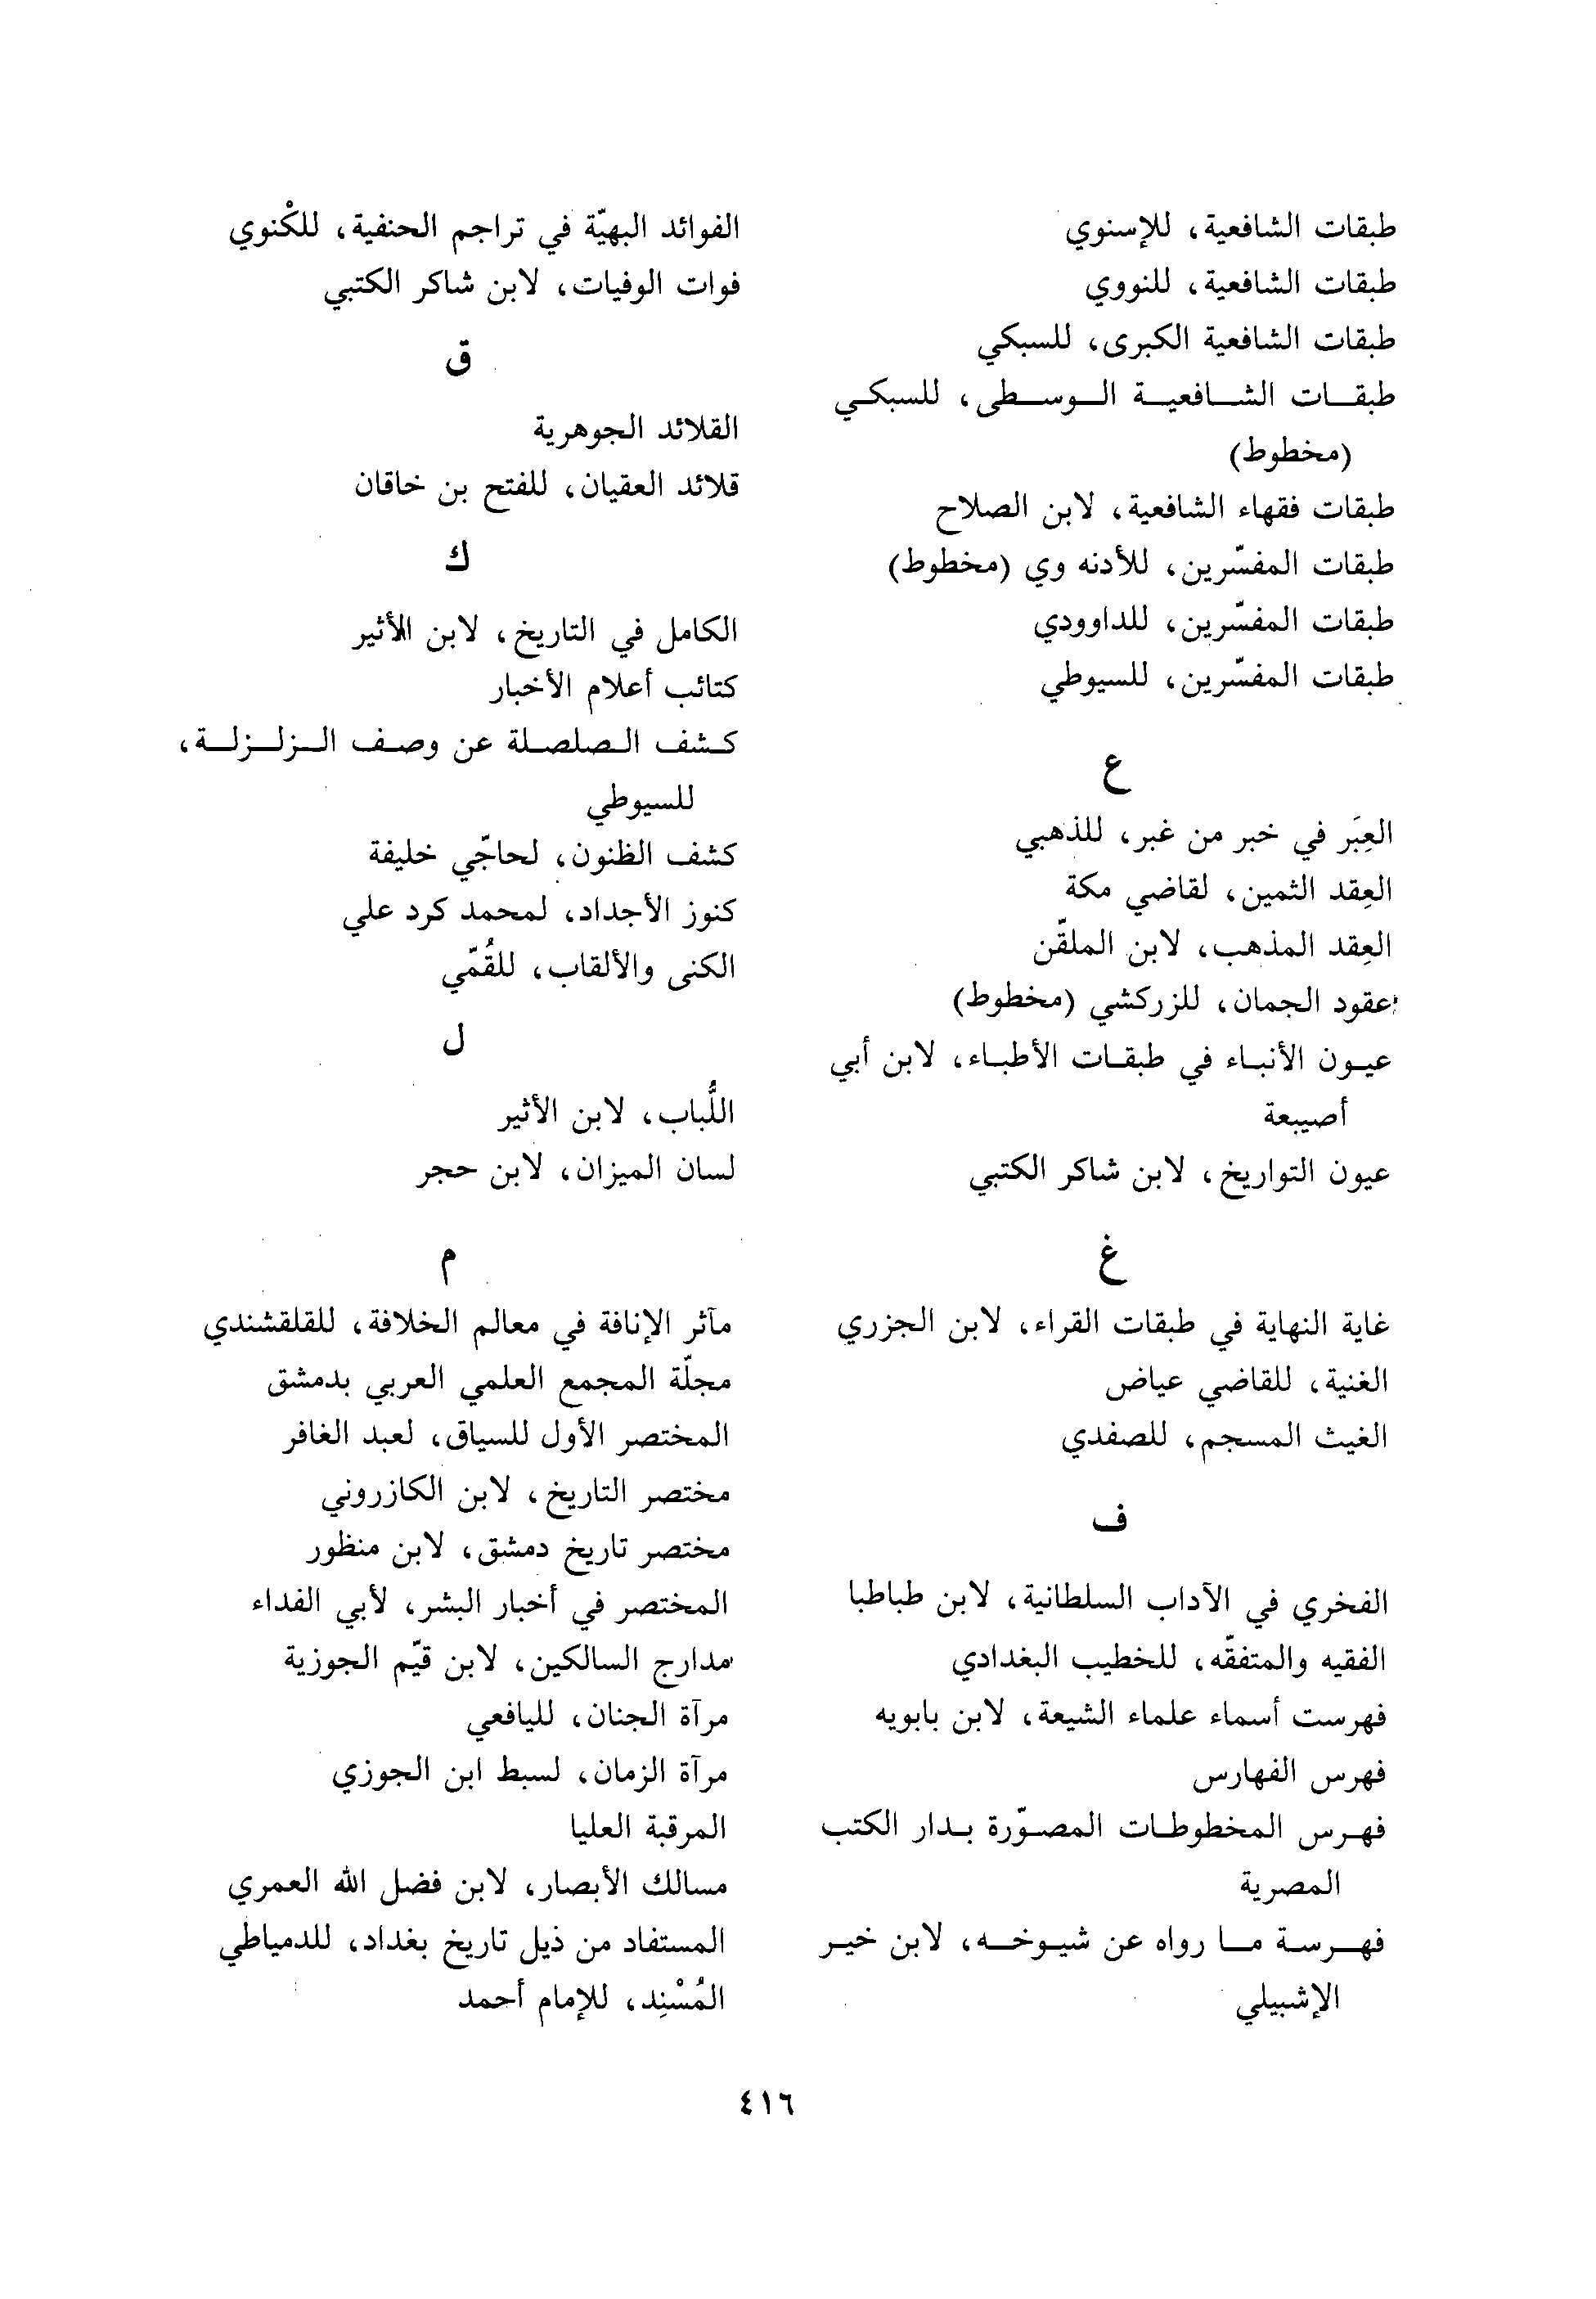 طبقات الشافعية، للإسنوي
طبقات الشافعية، للنووي
طبقات الشافعية الكبرى، للسبكي
طبقات الشافعية الوسطى، للسبكي
(مخطوط)
طبقات فقهاء الشافعية، لابن الصلاح
طبقات المفسّرين، للأدنه وي (مخطوط)
طبقات المفسّرين، للداوودي
طبقات المفسّرين، للسيوطي
ع
العِبَر في خبر من غبر، للذهبي
العِقد الثمين، لقاضي مكة
العِقد المذهب، لابن الملقّن
عقود الجمان، للزركشي (مخطوط)
عيون الأنباء في طبقات الأطباء، لابن أبي
أصيبعة
عيون التواريخ، لابن شاكر الكتبي
غ
غاية النهاية في طبقات القراء، لابن الجزري
الغنية، للقاضي عياض
الغيث المسجم، للصفدي
ف
الفخري في الآداب السلطانية، لابن طباطبا
الفقيه والمتفقّه، للخطيب البغدادي
فهرست أسماء علماء الشيعة، لابن بابويه
فهرس الفهارس
فهرس المخطوطات المصوّرة بدار الكتب
المصرية
فهرسة ما رواه عن شيوخه، لابن خير
الإشبيلي
الفوائد البهيّة في تراجم الحنفية، للكْنوي
فوات الوفيات، لابن شاكر الكتبي
ق
القلائد الجوهرية
قلائد العقيان، للفتح بن خاقان
ك
الكامل في التاريخ، لابن الأثير
كتائب أعلام الأخبار
كشف الصلصلة عن وصف الزلزلة،
للسيوطي
كشف الظنون، لحاجّي خليفة
كنوز الأجداد، لمحمد كرد علي
الكنى والألقاب، للقُمّي
ل
اللُّباب، لابن الأثير
لسان الميزان، لابن حجر
م
مآثر الإنافة في معالم الخلافة، للقلقشندي
مجلّة المجمع العلمي العربي بدمشق
المختصر الأول للسياق، لعبد الغافر
مختصر التاريخ، لابن الكازروني
مختصر تاريخ دمشق، لابن منظور
المختصر في أخبار البشر، لأبي الفداء
مدارج السالكين، لابن قيّم الجوزية
مرآة الجنان، لليافعي
مرآة الزمان، لسبط ابن الجوزي
المرقبة العليا
مسالك الأبصار، لابن فضل الله العمري
المستفاد من ذيل تاريخ بغداد، للدمياطي
المُسْنِد، للإمام أحمد
٤١٦